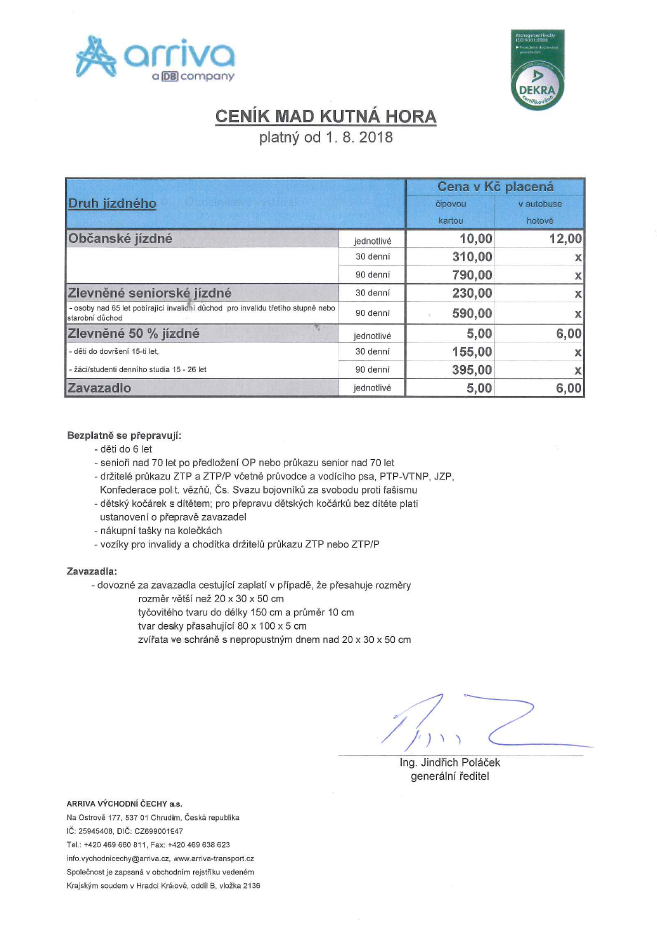 arriva
a DB company
Management kvality
ISO 9001:2008
DEKRA
CENÍK MAD KUTNÁ HORA
platný od 1. 8. 2018
Druh jízdného
Cena v Kč placená
čipovou kartou
v autobuse hotově
Občanské jízdné jednotlivé 10,00 12,00
30 denní 310,00 x
90 denní 790,00 x
Zlevněné seniorské jízdné 30 denní 230,00 x
- osoby nad 65 let pobírající invalidní důchod pro invalidu třetího stupně nebo starobní důchod 90 denní 590,00 x
Zlevněné 50 % jízdné jednotlivé 5,00 6,00
- děti do dovršení 15-ti let, 30 denní 155,00 x
- žáci/studenti denního studia 15 - 26 let 90 denní 395,00 x
Zavazadlo jednotlivé 5,00 6,00
Bezplatně se přepravují:
- děti do 6 let
- senioři nad 70 let po předložení OP nebo průkazu senior nad 70 let
- držitelé průkazu ZTP a ZTP/P včetně průvodce a vodícího psa, PTP-VTNP, JZP,
Konfederace polit. vězňů, Čs. Svazu bojovníků za svobodu proti fašismu
- dětský kočárek s dítětem; pro přepravu dětských kočárků bez dítěte platí
ustanovení o přepravě zavazadel
- nákupní tašky na kolečkách
- vozíky pro invalidy a chodítka držitelů průkazu ZTP nebo ZTP/P
Zavazadla:
- dovozné za zavazadla cestující zaplatí v případě, že přesahuje rozměry
rozměr větší než 20 x 30 x 50 cm
tyčovitého tvaru do délky 150 cm a průměr 10 cm
tvar desky přasahující 80 x 100 x 5 cm
zvířata ve schráně s nepropustným dnem nad 20 x 30 x 50 cm
Ing. Jindřich Poláček
generální ředitel
ARRIVA VÝCHODNÍ ČECHY a.s.
Na Ostrově 177, 537 01 Chrudim, Česká republika
IČ: 25945408, DIČ: CZ699001947
Tel.: +420 469 660 811, Fax: +420 469 638 623
info.vychodnicechy@arriva.cz, www.arriva-transport.cz
Společnost je zapsaná v obchodním rejstříku vedeném
Krajským soudem v Hradci Králové, oddíl B, vložka 2136